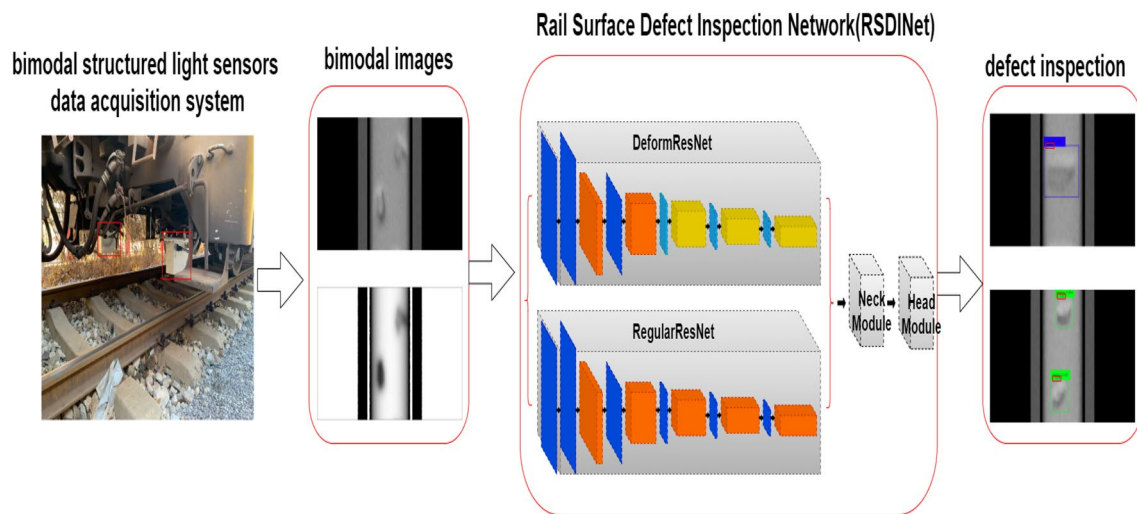 Rail Surface Defect Inspection Network(RSDINet)
bimodal structured light sensors
data acquisition system
bimodal images
defect inspection
DeformResNet
RegularResNet
Neck
Module
Head
Module